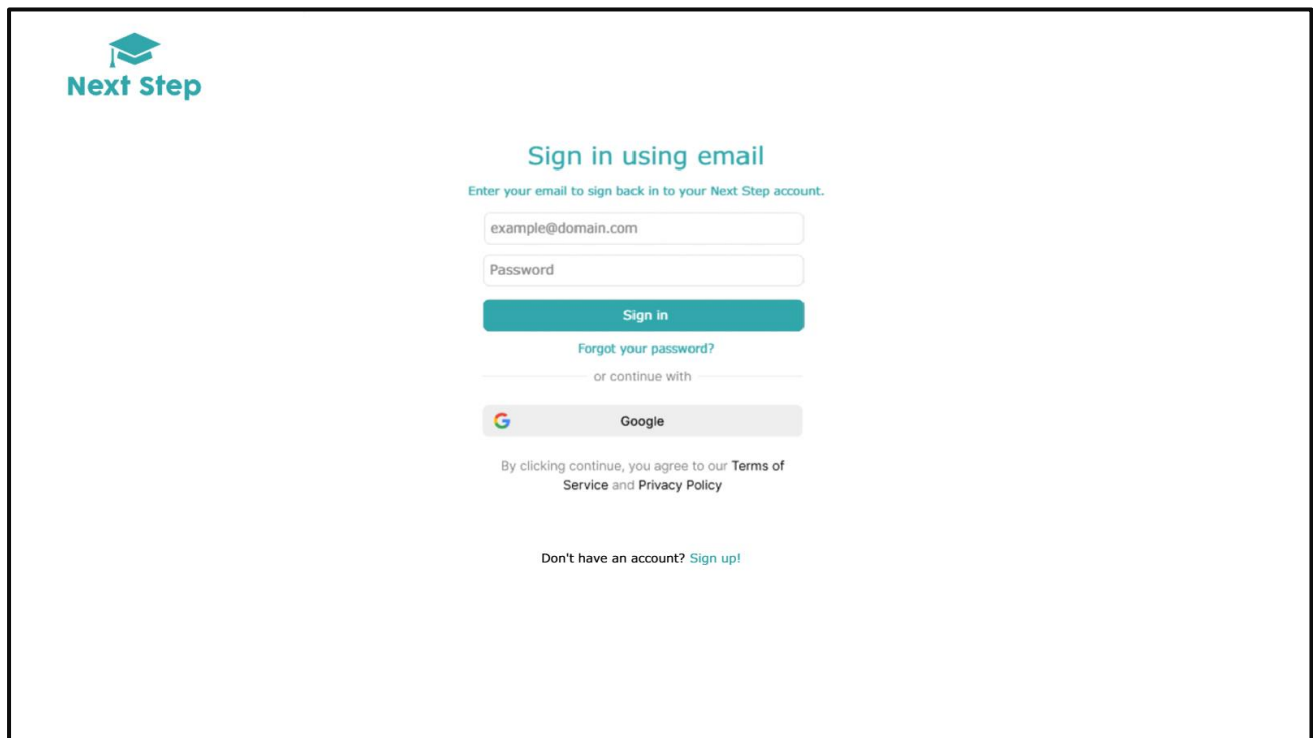 Next Step
Sign in using email
Enter your email to sign back in to your Next Step account.
example@domain.com
Password
Sign in
Forgot your password?
or continue with
Google
By clicking continue, you agree to our Terms of
Service and Privacy Policy
Don't have an account? Sign up!